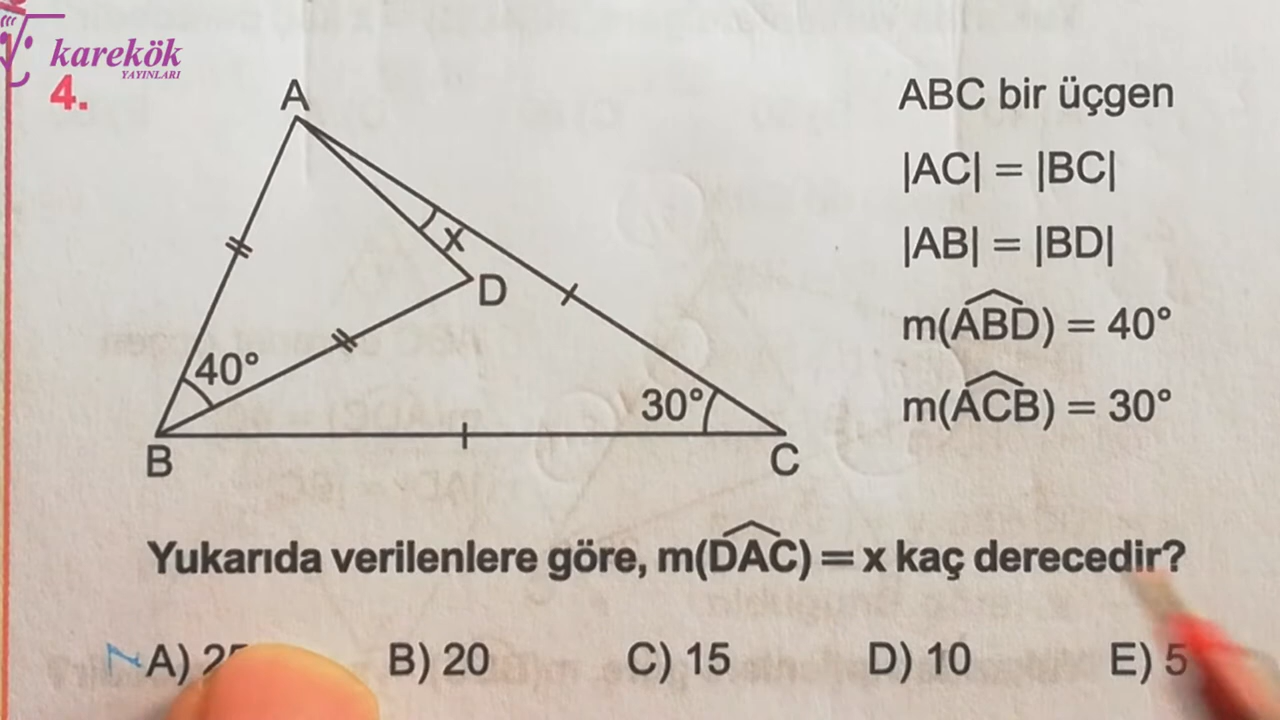 karekök
YAYINLARI
4.
A
ABC bir üçgen
|AC| = |BC|
|AB| = |BD|
m(ABD) = 40°
m(ACB) = 30°
x
D
40°
30°
B
C
Yukarıda verilenlere göre, m(DAC) = x kaç derecedir?
A) B) 20 C) 15 D) 10 E) 5